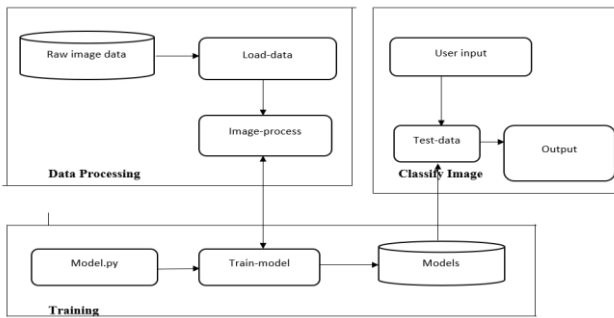 Raw image data
Load-data
Image-process
Data Processing
User input
Test-data
Output
Classify Image
Model.py
Train-model
Models
Training